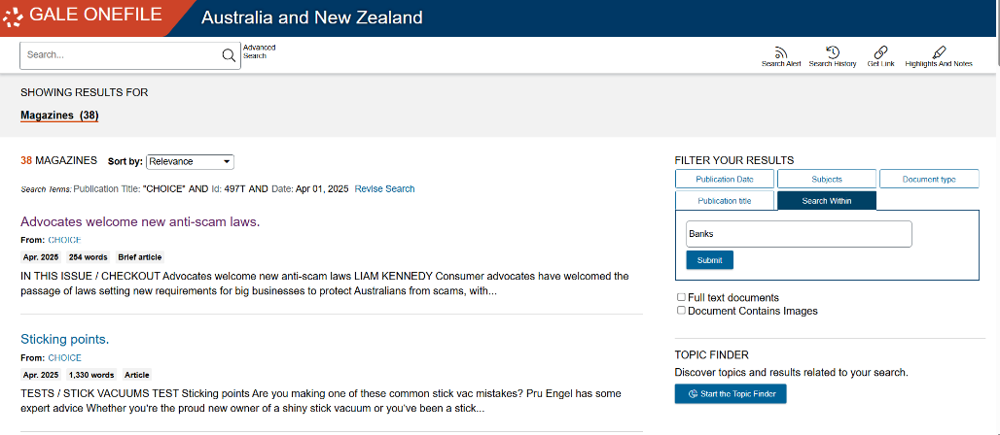 GALE ONEFILE
Australia and New Zealand
Search...
Advanced
Search
Search Alert
Search History
Get Link
Highlights And Notes
SHOWING RESULTS FOR
Magazines (38)
38 MAGAZINES
Sort by:
Relevance
Search Terms: Publication Title: "CHOICE" AND Id: 497T AND Date: Apr 01, 2025 Revise Search
Advocates welcome new anti-scam laws.
From: CHOICE
Apr. 2025 254 words Brief article
IN THIS ISSUE / CHECKOUT Advocates welcome new anti-scam laws LIAM KENNEDY Consumer advocates have welcomed the
passage of laws setting new requirements for big businesses to protect Australians from scams, with...
Sticking points.
From: CHOICE
Apr. 2025 1,330 words Article
TESTS / STICK VACUUMS TEST Sticking points Are you making one of these common stick vac mistakes? Pru Engel has some
expert advice Whether you're the proud new owner of a shiny stick vacuum or you've been a stick...
FILTER YOUR RESULTS
Publication Date
Subjects
Document type
Publication title
Search Within
Banks
Submit
Full text documents
Document Contains Images
TOPIC FINDER
Discover topics and results related to your search.
Start the Topic Finder